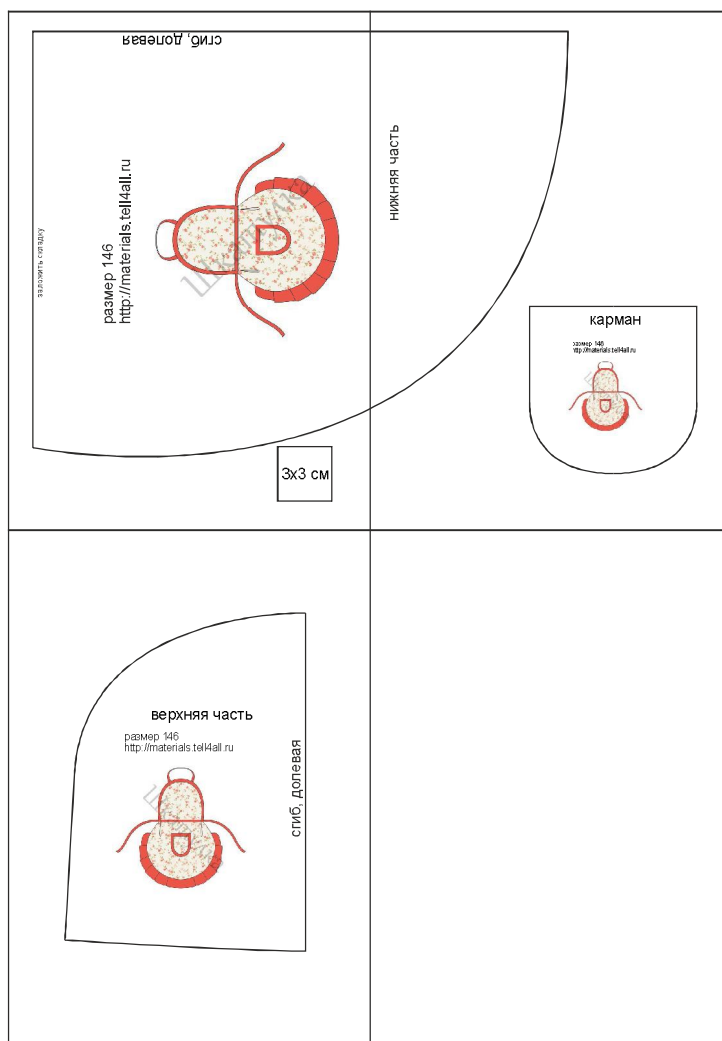 сгиб, долевая
заложить складку
размер 146
http://materials.tell4all.ru
Шкатулка
нижняя часть
карман
размер 146
http://materials.tell4all.ru
3x3 см
верхняя часть
размер 146
http://materials.tell4all.ru
сгиб, долевая